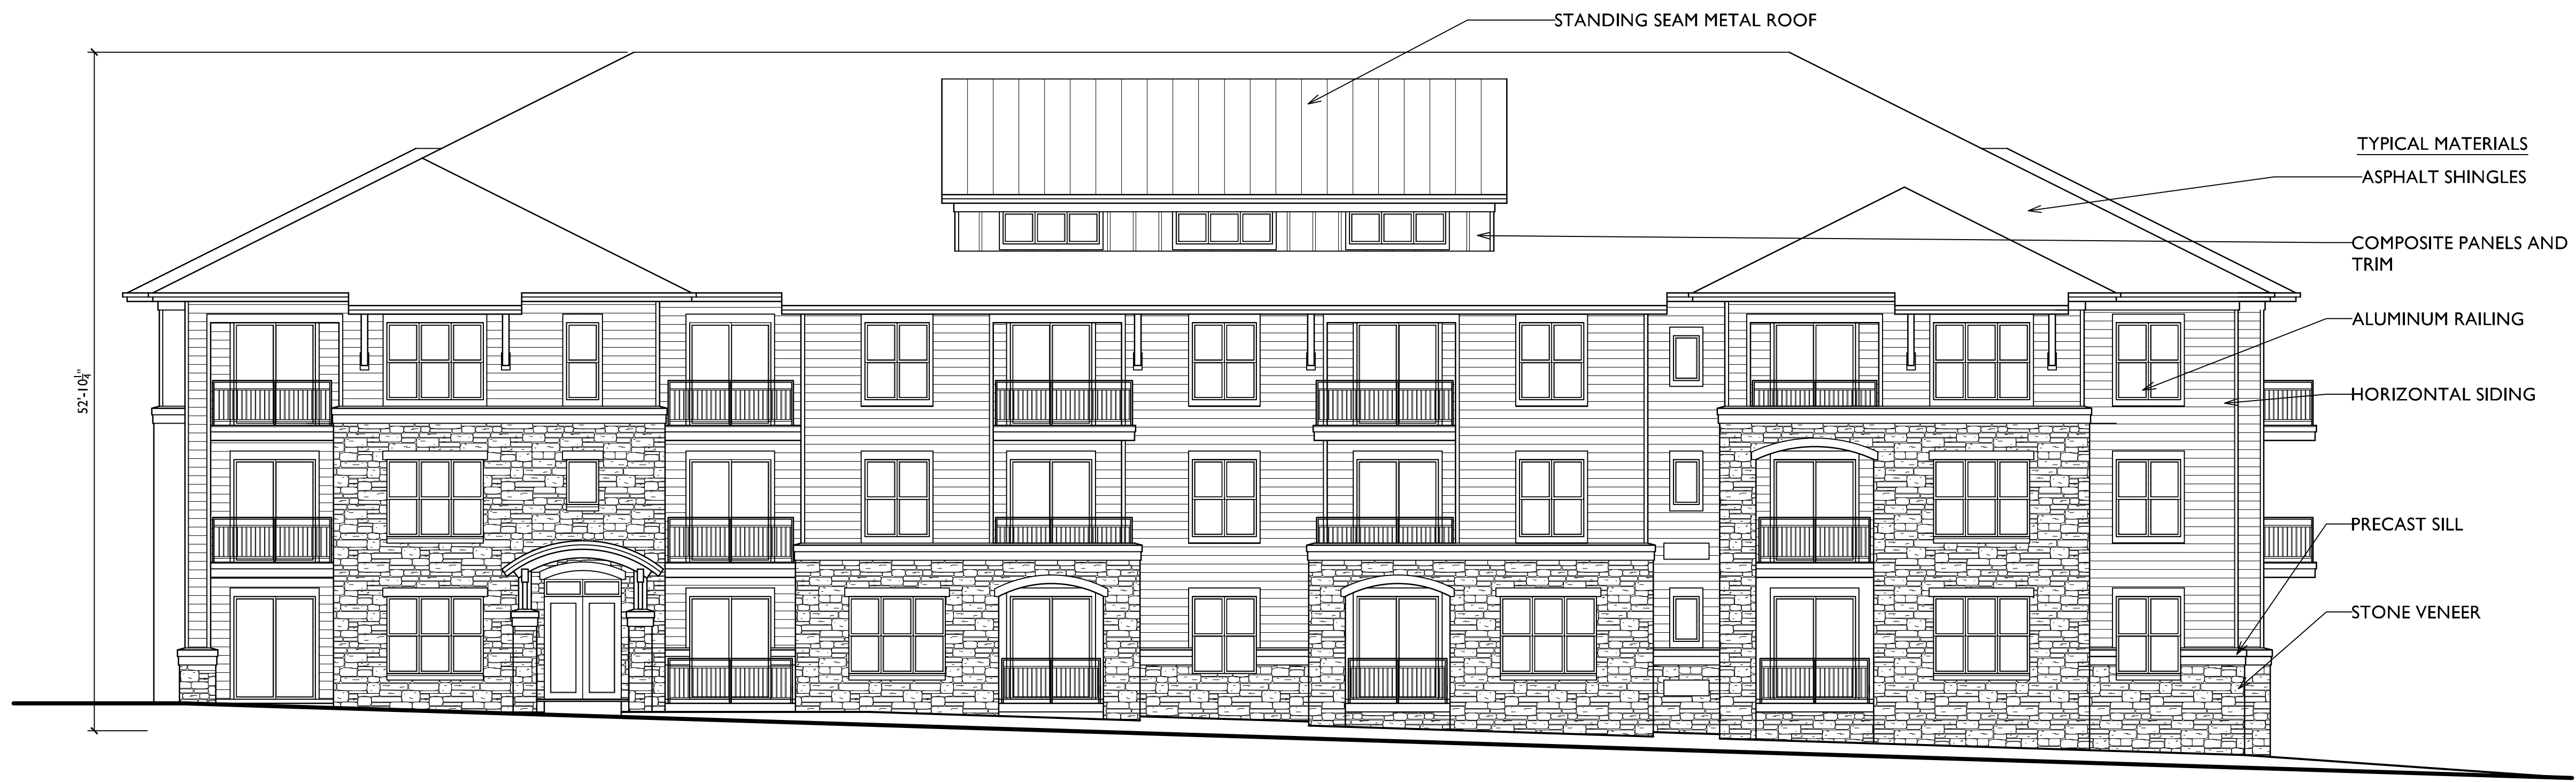 STANDING SEAM METAL ROOF
TYPICAL MATERIALS
ASPHALT SHINGLES
COMPOSITE PANELS AND
TRIM
ALUMINUM RAILING
HORIZONTAL SIDING
PRECAST SILL
STONE VENEER
52'-10¼"